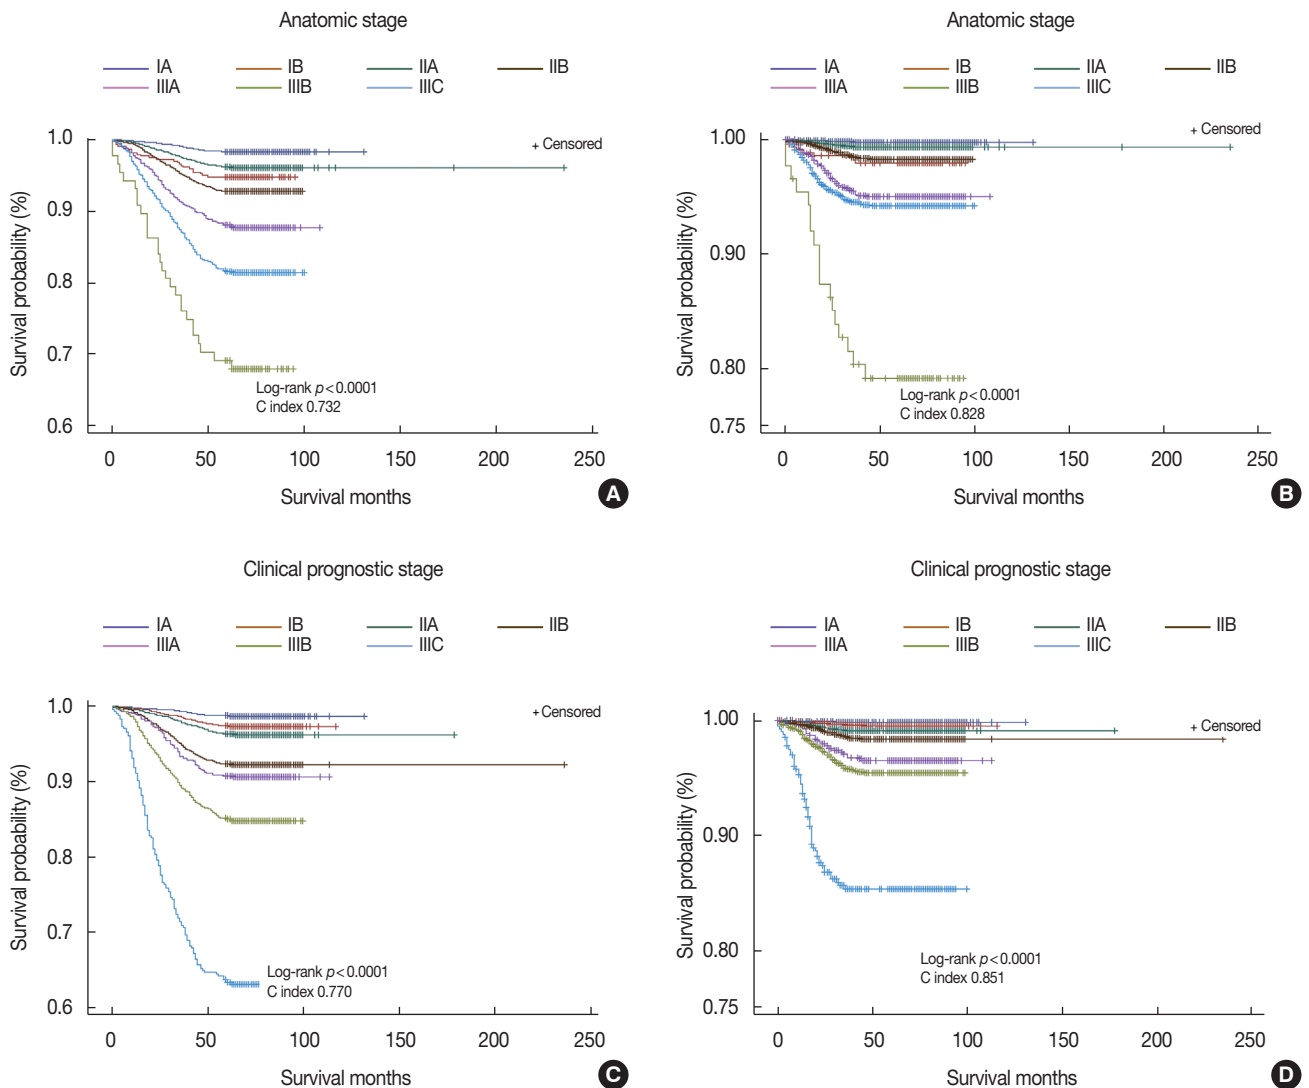 Anatomic stage
IA IB IIA IIB
IIIA IIIB IIIC
1.0
0.9
0.8
0.7
0.6
Survival probability (%)
+ Censored
Log-rank p<0.0001
C index 0.732
0 50 100 150 200 250
Survival months
A
Anatomic stage
IA IB IIA IIB
IIIA IIIB IIIC
1.00
0.90
0.80
0.75
Survival probability (%)
+ Censored
Log-rank p<0.0001
C index 0.828
0 50 100 150 200 250
Survival months
B
Clinical prognostic stage
IA IB IIA IIB
IIIA IIIB IIIC
1.0
0.9
0.8
0.7
0.6
Survival probability (%)
+ Censored
Log-rank p<0.0001
C index 0.770
0 50 100 150 200 250
Survival months
C
Clinical prognostic stage
IA IB IIA IIB
IIIA IIIB IIIC
1.00
0.90
0.80
0.75
Survival probability (%)
+ Censored
Log-rank p<0.0001
C index 0.851
0 50 100 150 200 250
Survival months
D